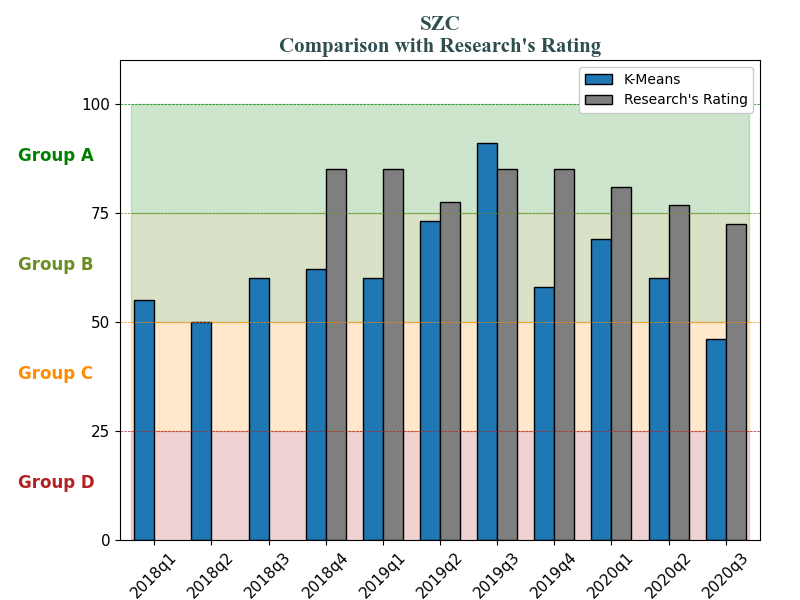 SZC
Comparison with Research's Rating
K-Means
Research's Rating
100
Group A
75
Group B
50
Group C
25
Group D
0
2018q1
2018q2
2018q3
2018q4
2019q1
2019q2
2019q3
2019q4
2020q1
2020q2
2020q3